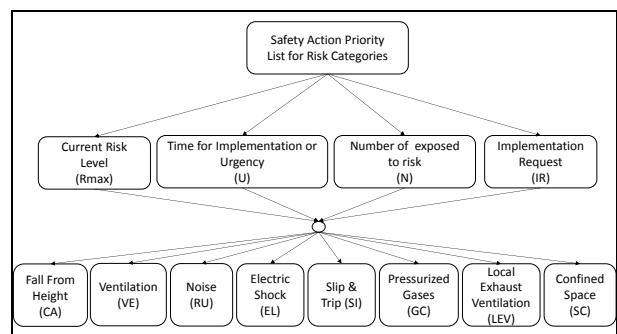 Safety Action Priority
List for Risk Categories
Current Risk
Level
(Rmax)
Time for Implementation or
Urgency
(U)
Number of exposed
to risk
(N)
Implementation
Request
(IR)
Fall From
Height
(CA)
Ventilation
(VE)
Noise
(RU)
Electric
Shock
(EL)
Slip &
Trip (SI)
Pressurized
Gases
(GC)
Local
Exhaust
Ventilation
(LEV)
Confined
Space
(SC)